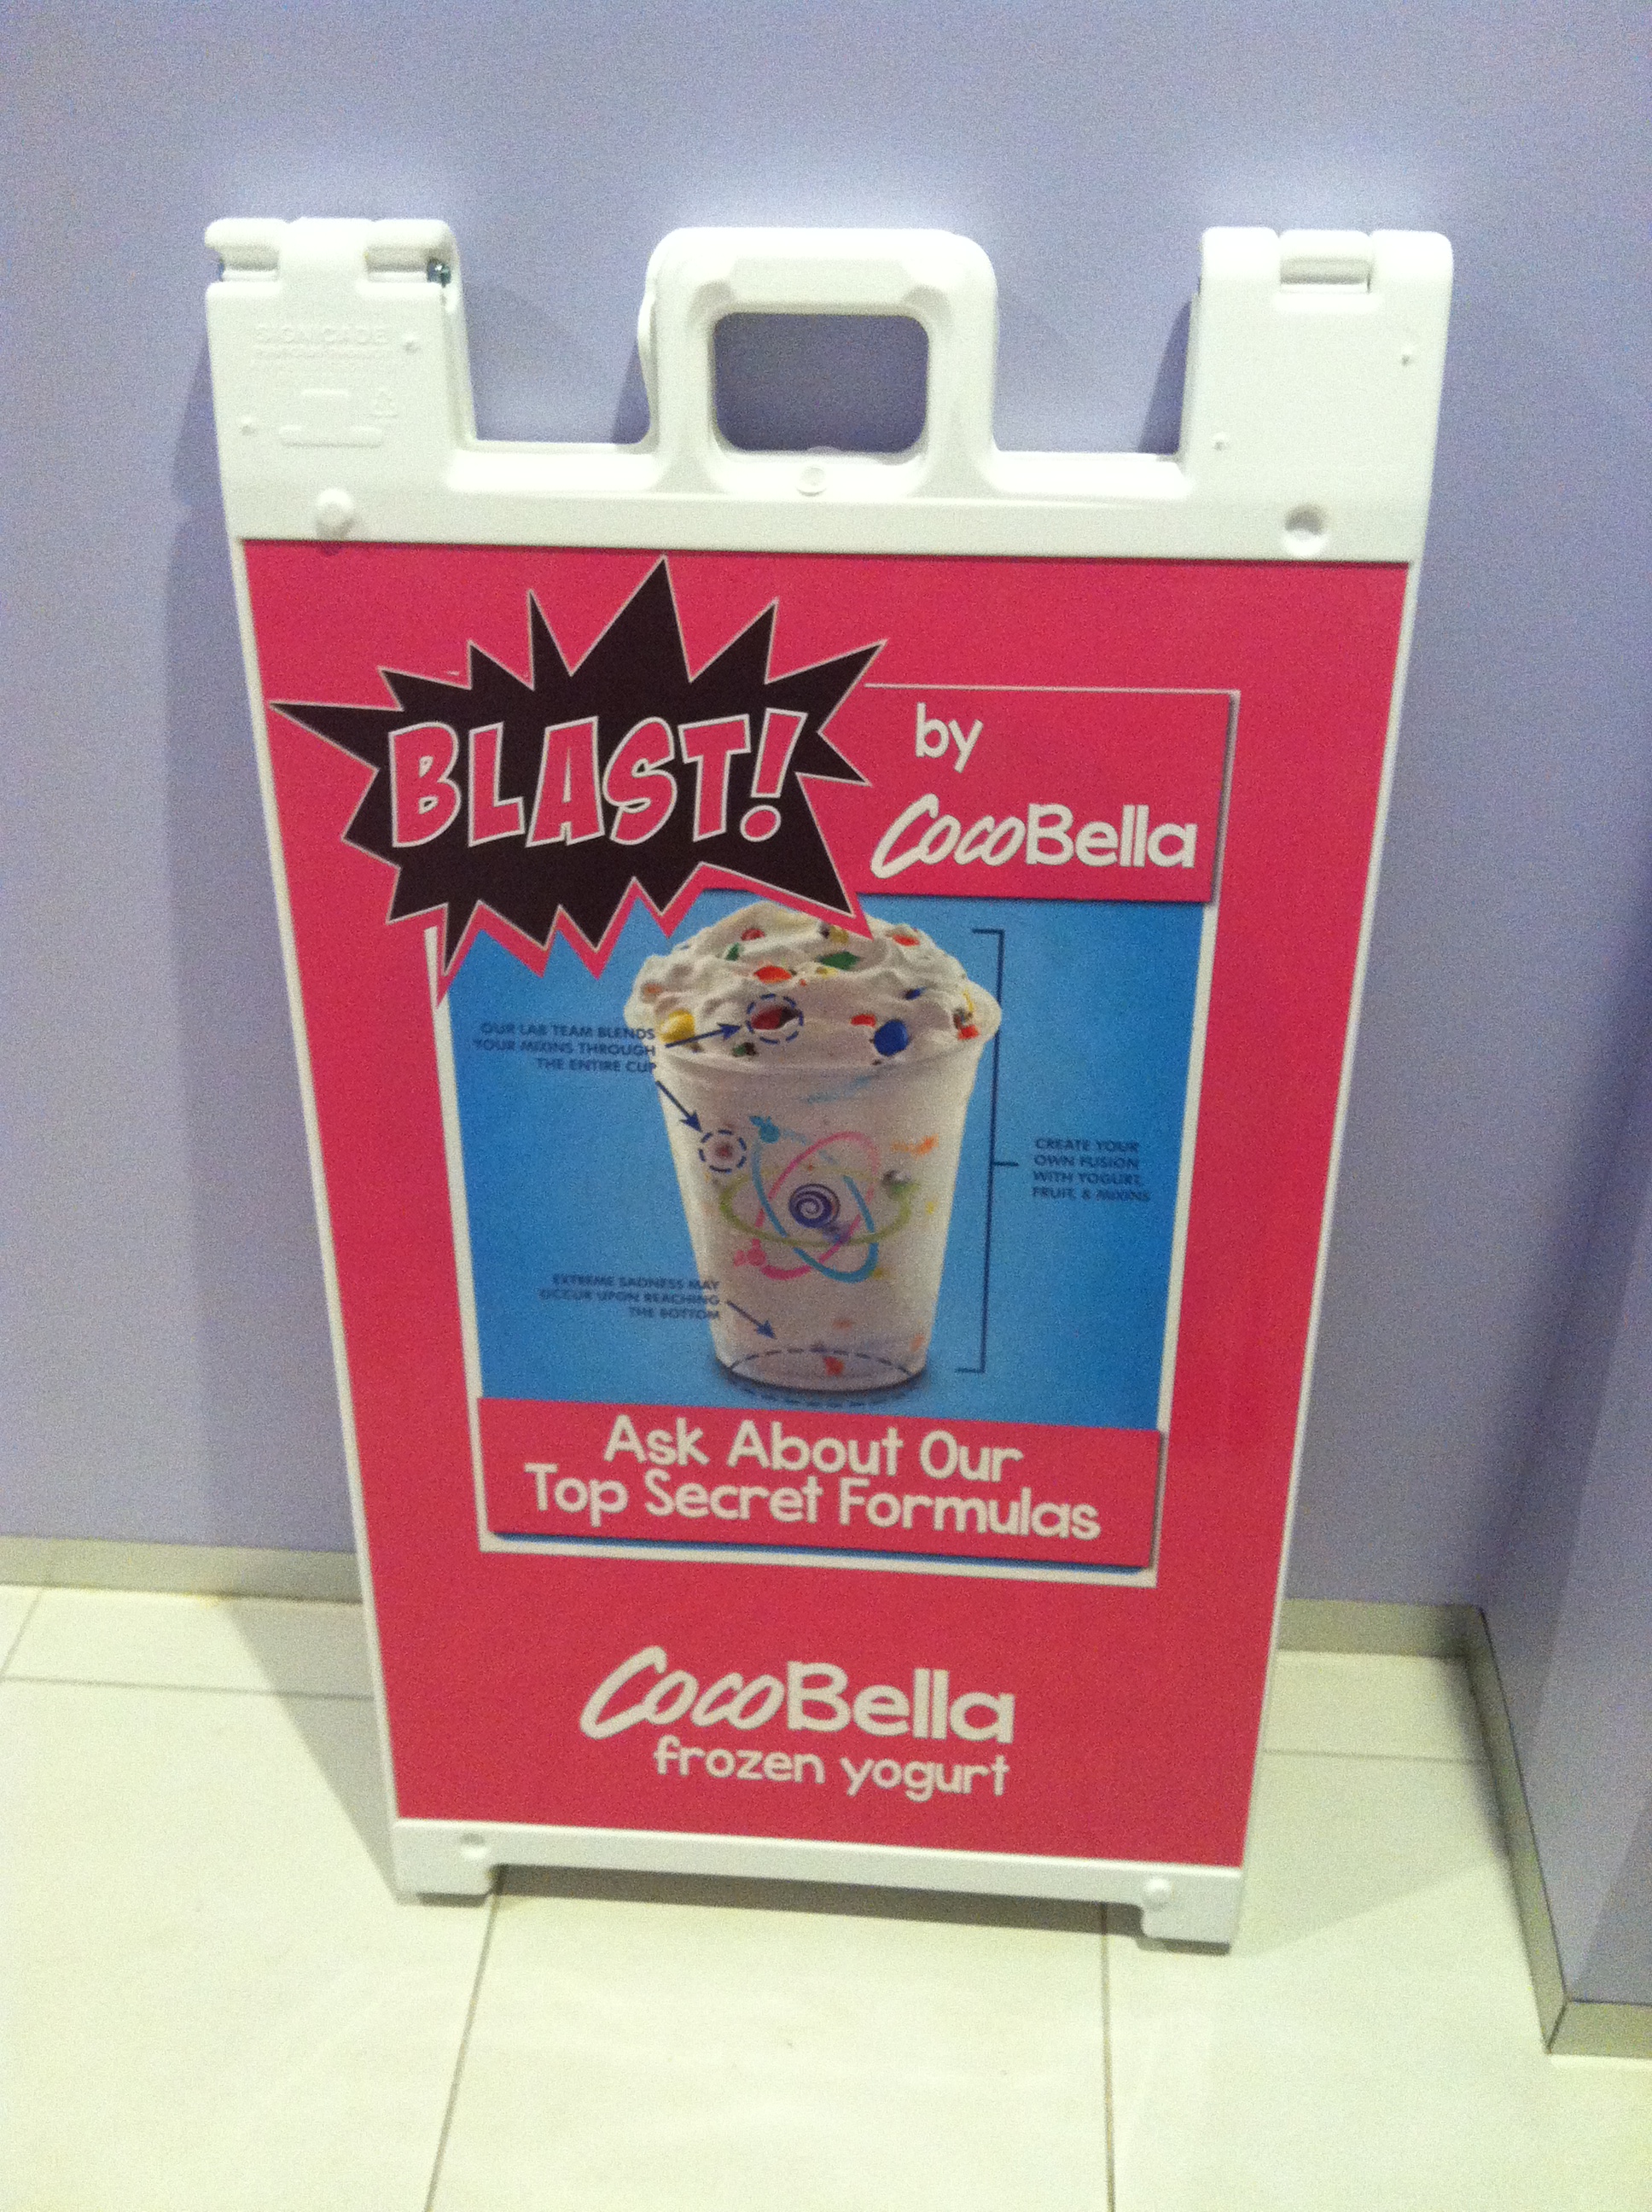 SIGNICADE
BLAST!
by
CocoBella
OUR LAB TEAM BLENDS
YOUR MIXINS THROUGH
THE ENTIRE CUP
CREATE YOUR
OWN FUSION
WITH YOGURT,
FRUIT, & MIXINS
EXTREME SADNESS MAY
OCCUR UPON REACHING
THE BOTTOM
Ask About Our
Top Secret Formulas
CocoBella
frozen yogurt